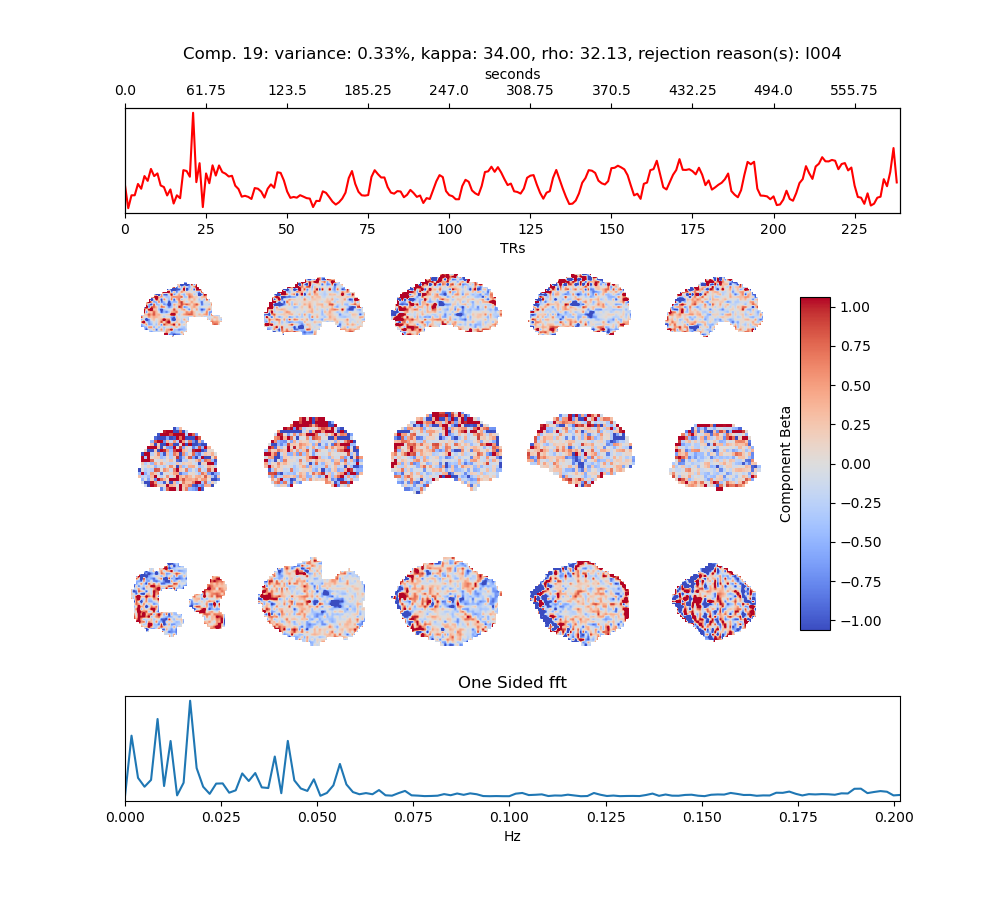 Comp. 19: variance: 0.33%, kappa: 34.00, rho: 32.13, rejection reason(s): I004
seconds
0.0 61.75 123.5 185.25 247.0 308.75 370.5 432.25 494.0 555.75
0 25 50 75 100 125 150 175 200 225
TRs
1.00
0.75
0.50
0.25
0.00
−0.25
−0.50
−0.75
−1.00
Component Beta
One Sided fft
0.000 0.025 0.050 0.075 0.100 0.125 0.150 0.175 0.200
Hz